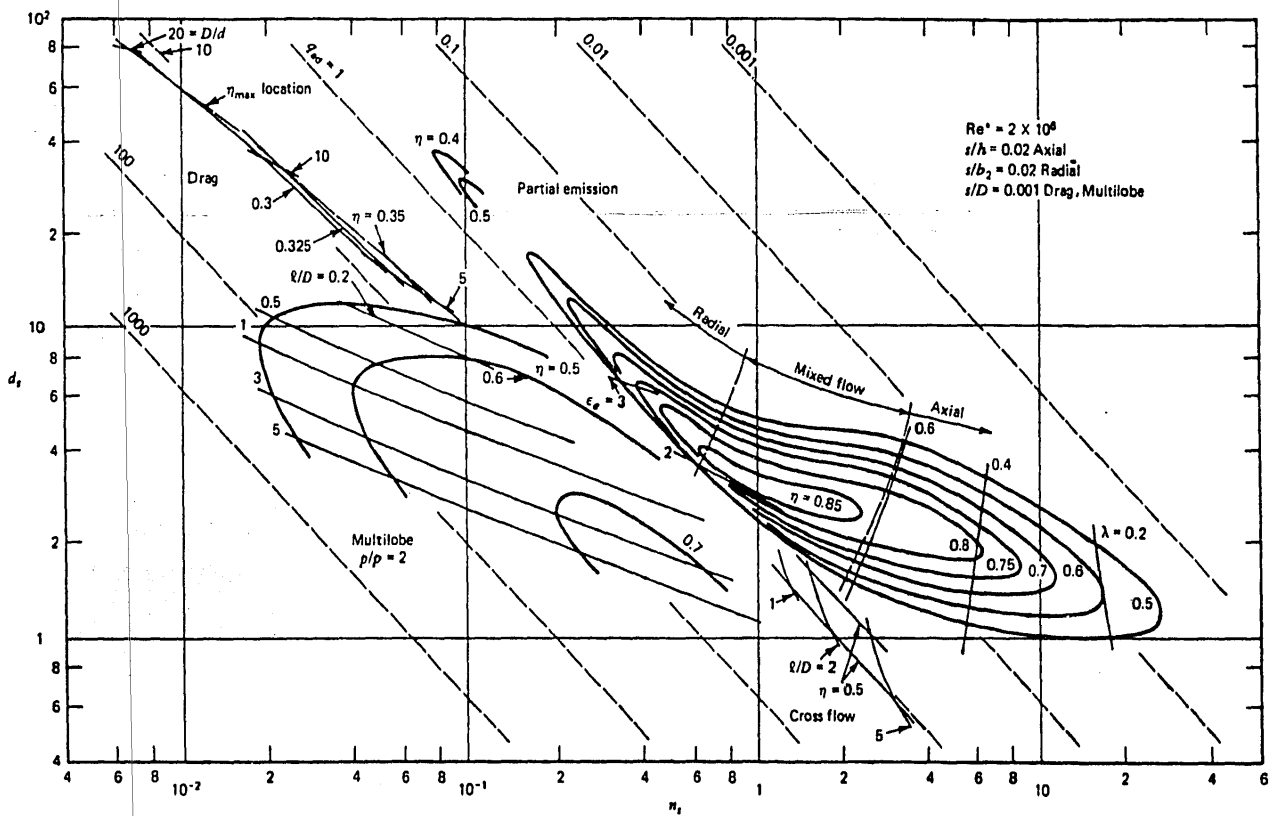 10²
8
6
4
2
10
8
6
4
2
1
8
6
4
dₛ
20 = D/d
10
ηmax location
Drag
10
0.3
0.325
η = 0.35
5
100
1000
q_ad = 1
0.1
0.01
0.001
η = 0.4
0.5
Partial emission
Re* = 2 X 10⁶
s/h = 0.02 Axial
s/b₂ = 0.02 Radial
s/D = 0.001 Drag, Multilobe
ℓ/D = 0.2
0.5
1
3
5
η = 0.5
0.6
0.7
Multilobe
p/p = 2
εₑ = 3
2
Radial
Mixed flow
Axial
0.6
0.4
λ = 0.2
η = 0.85
0.8
0.75
0.7
0.6
0.5
1
ℓ/D = 2
η = 0.5
Cross flow
5
4 6 8 10⁻² 2 4 6 8 10⁻¹ 2 4 6 8 1 2 4 6 8 10 2 4 6
nₛ